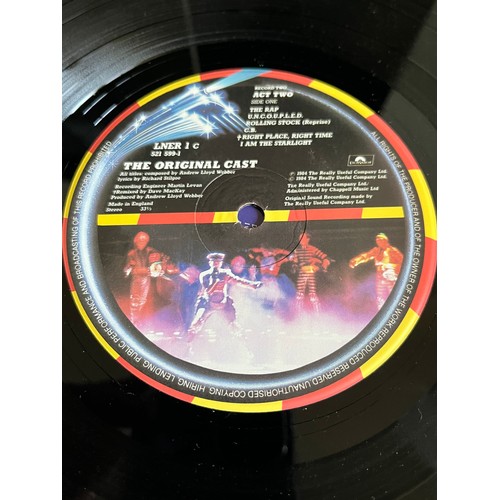 RECORD TWO
ACT TWO
SIDE ONE
THE RAP
U.N.C.O.U.P.L.E.D.
ROLLING STOCK (Reprise)
C.B.
† RIGHT PLACE, RIGHT TIME
I AM THE STARLIGHT
LNER 1 C
521 599-1
THE ORIGINAL CAST
All titles: composed by Andrew Lloyd Webber
lyrics by Richard Stilgoe
Recording Engineer Martin Levan
†Remixed by Dave MacKay
Produced by Andrew Lloyd Webber
Made in England
Stereo 33⅓
polydor
℗ 1984 The Really Useful Company Ltd.
© 1984 The Really Useful Company Ltd.
The Really Useful Company Ltd.
Administered by Chappell Music Ltd
Original Sound Recording made by
The Really Useful Company Ltd.
ALL RIGHTS OF THE PRODUCER AND OF THE OWNER OF THE WORK REPRODUCED RESERVED UNAUTHORISED COPYING HIRING LENDING PUBLIC PERFORMANCE AND BROADCASTING OF THIS RECORD PROHIBITED